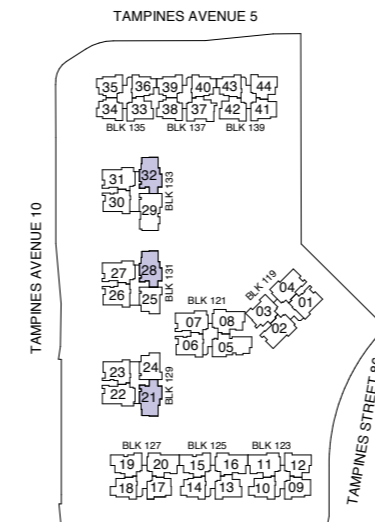 TAMPINES AVENUE 5
35 36 39 40 43 44
34 33 38 37 42 41
BLK 135 BLK 137 BLK 139
TAMPINES AVENUE 10
31 32
30 29
BLK 133
27 28
26 25
BLK 131
BLK 119
04
03 01
02
BLK 121
07 08
06 05
23 24
22 21
BLK 129
TAMPINES STREET
BLK 127 BLK 125 BLK 123
19 20 15 16 11 12
18 17 14 13 10 09